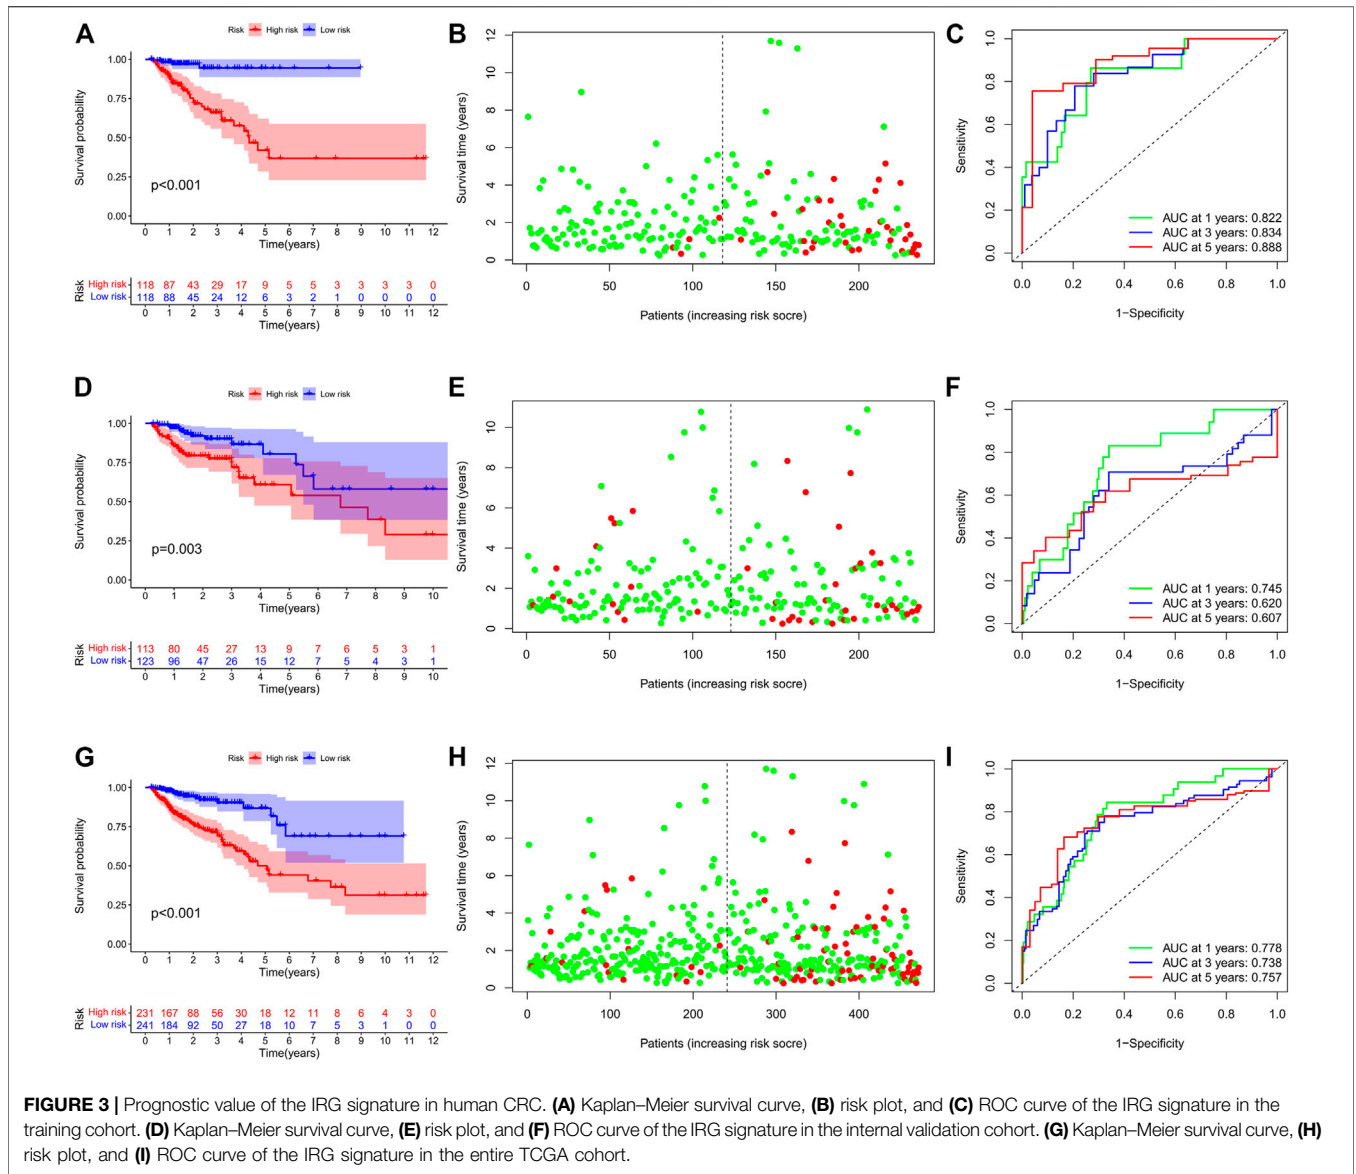 A
Risk High risk Low risk
Survival probability
1.00
0.75
0.50
0.25
0.00
p<0.001
0 1 2 3 4 5 6 7 8 9 10 11 12
Time(years)
Risk
High risk 118 87 43 29 17 9 5 5 3 3 3 3 0
Low risk 118 88 45 24 12 6 3 2 1 0 0 0 0
0 1 2 3 4 5 6 7 8 9 10 11 12
Time(years)
B
Survival time (years)
12
10
8
6
4
2
0
0 50 100 150 200
Patients (increasing risk socre)
C
Sensitivity
1.0
0.8
0.6
0.4
0.2
0.0
AUC at 1 years: 0.822
AUC at 3 years: 0.834
AUC at 5 years: 0.888
0.0 0.2 0.4 0.6 0.8 1.0
1−Specificity
D
Risk High risk Low risk
Survival probability
1.00
0.75
0.50
0.25
0.00
p=0.003
0 1 2 3 4 5 6 7 8 9 10
Time(years)
Risk
High risk 113 80 45 27 13 9 7 6 5 3 1
Low risk 123 96 47 26 15 12 7 5 4 3 1
0 1 2 3 4 5 6 7 8 9 10
Time(years)
E
Survival time (years)
10
8
6
4
2
0
0 50 100 150 200
Patients (increasing risk socre)
F
Sensitivity
1.0
0.8
0.6
0.4
0.2
0.0
AUC at 1 years: 0.745
AUC at 3 years: 0.620
AUC at 5 years: 0.607
0.0 0.2 0.4 0.6 0.8 1.0
1−Specificity
G
Risk High risk Low risk
Survival probability
1.00
0.75
0.50
0.25
0.00
p<0.001
0 1 2 3 4 5 6 7 8 9 10 11 12
Time(years)
Risk
High risk 231 167 88 56 30 18 12 11 8 6 4 3 0
Low risk 241 184 92 50 27 18 10 7 5 3 1 0 0
0 1 2 3 4 5 6 7 8 9 10 11 12
Time(years)
H
Survival time (years)
12
10
8
6
4
2
0
0 100 200 300 400
Patients (increasing risk socre)
I
Sensitivity
1.0
0.8
0.6
0.4
0.2
0.0
AUC at 1 years: 0.778
AUC at 3 years: 0.738
AUC at 5 years: 0.757
0.0 0.2 0.4 0.6 0.8 1.0
1−Specificity
FIGURE 3 | Prognostic value of the IRG signature in human CRC. (A) Kaplan–Meier survival curve, (B) risk plot, and (C) ROC curve of the IRG signature in the
training cohort. (D) Kaplan–Meier survival curve, (E) risk plot, and (F) ROC curve of the IRG signature in the internal validation cohort. (G) Kaplan–Meier survival curve, (H)
risk plot, and (I) ROC curve of the IRG signature in the entire TCGA cohort.